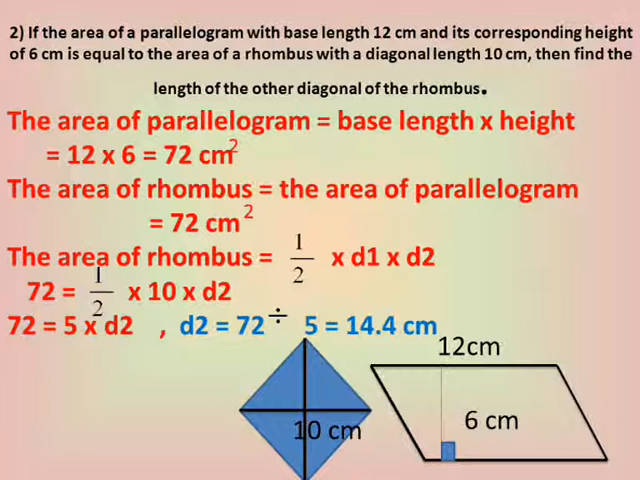 2) If the area of a parallelogram with base length 12 cm and its corresponding height
of 6 cm is equal to the area of a rhombus with a diagonal length 10 cm, then find the
length of the other diagonal of the rhombus.
The area of parallelogram = base length x height
= 12 x 6 = 72 cm²
The area of rhombus = the area of parallelogram
= 72 cm²
The area of rhombus = 1/2 x d1 x d2
72 = 1/2 x 10 x d2
72 = 5 x d2 , d2 = 72 ÷ 5 = 14.4 cm
12cm
6 cm
10 cm